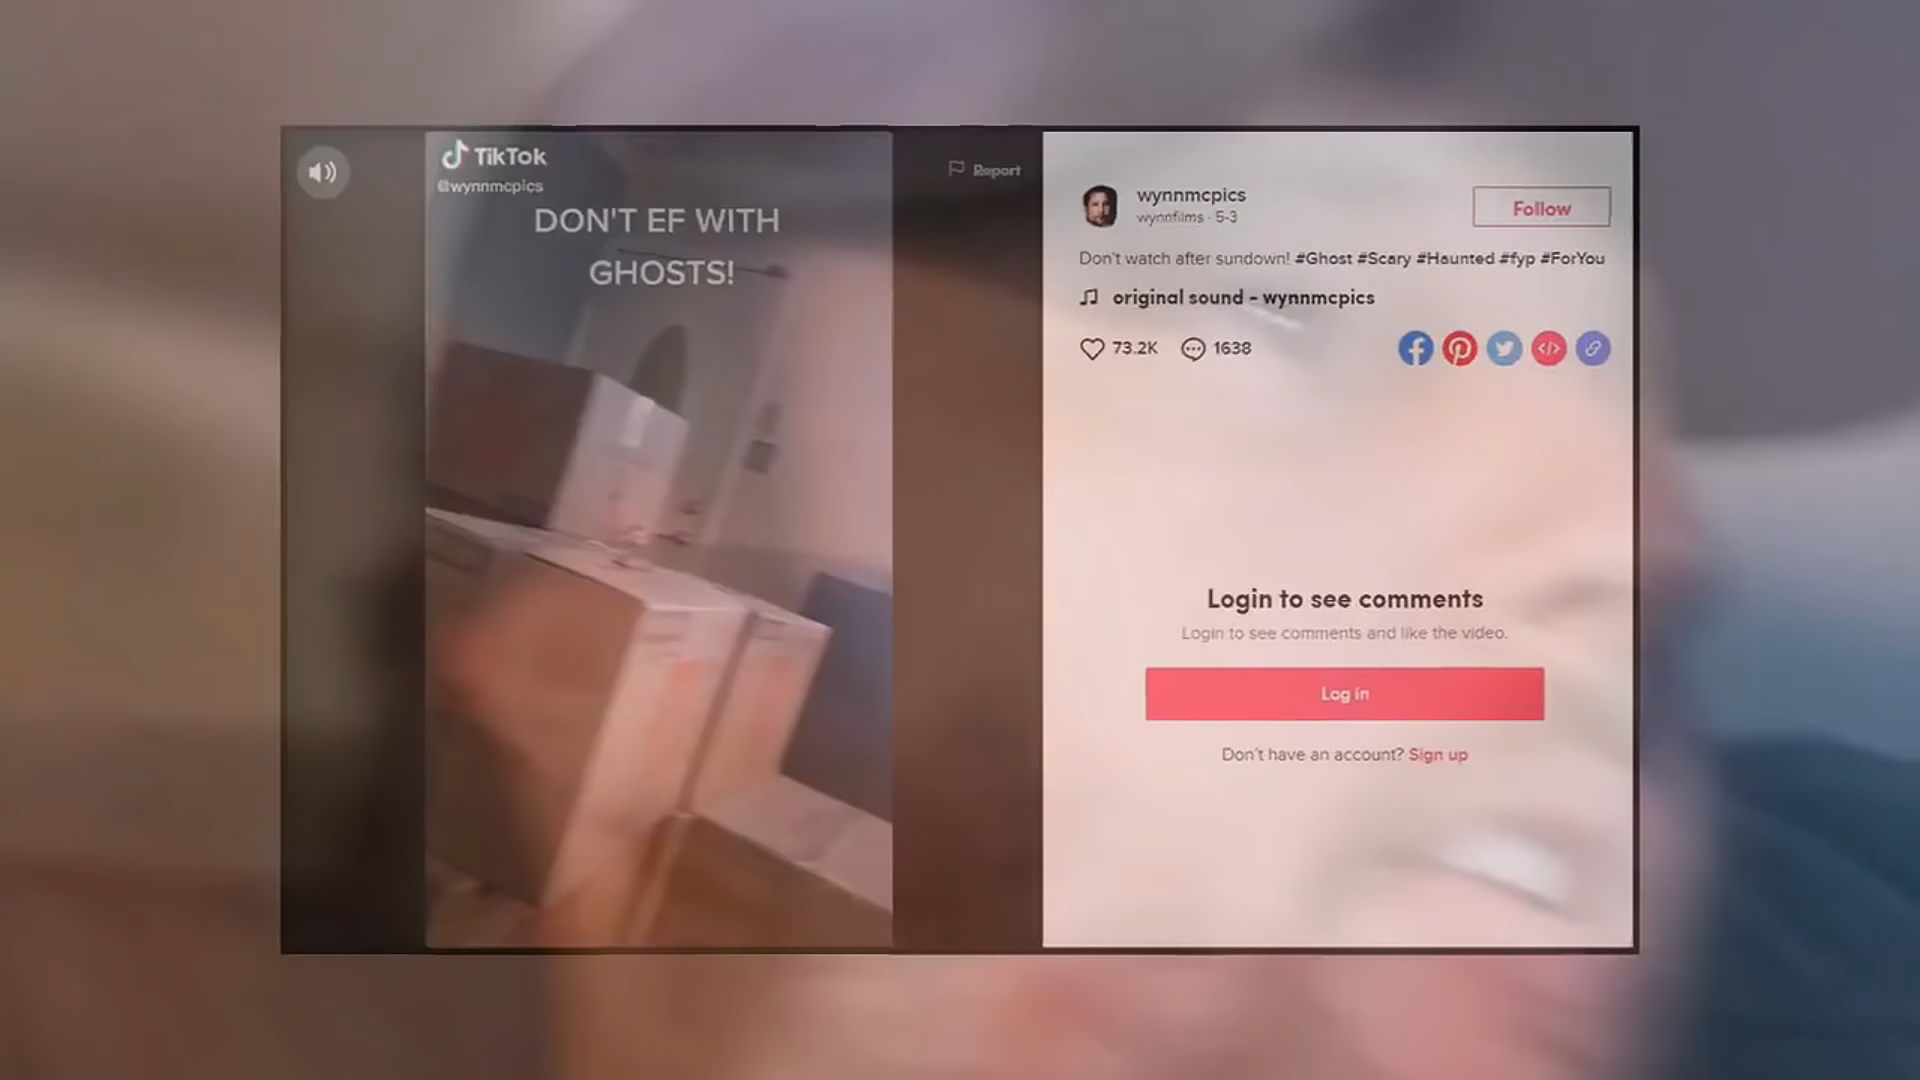 TikTok
@wynnmcpics
DON'T EF WITH
GHOSTS!
Report
wynnmcpics
wynnfilms · 5-3
Follow
Don't watch after sundown! #Ghost #Scary #Haunted #fyp #ForYou
original sound - wynnmcpics
73.2K 1638
Login to see comments
Login to see comments and like the video.
Log in
Don't have an account? Sign up